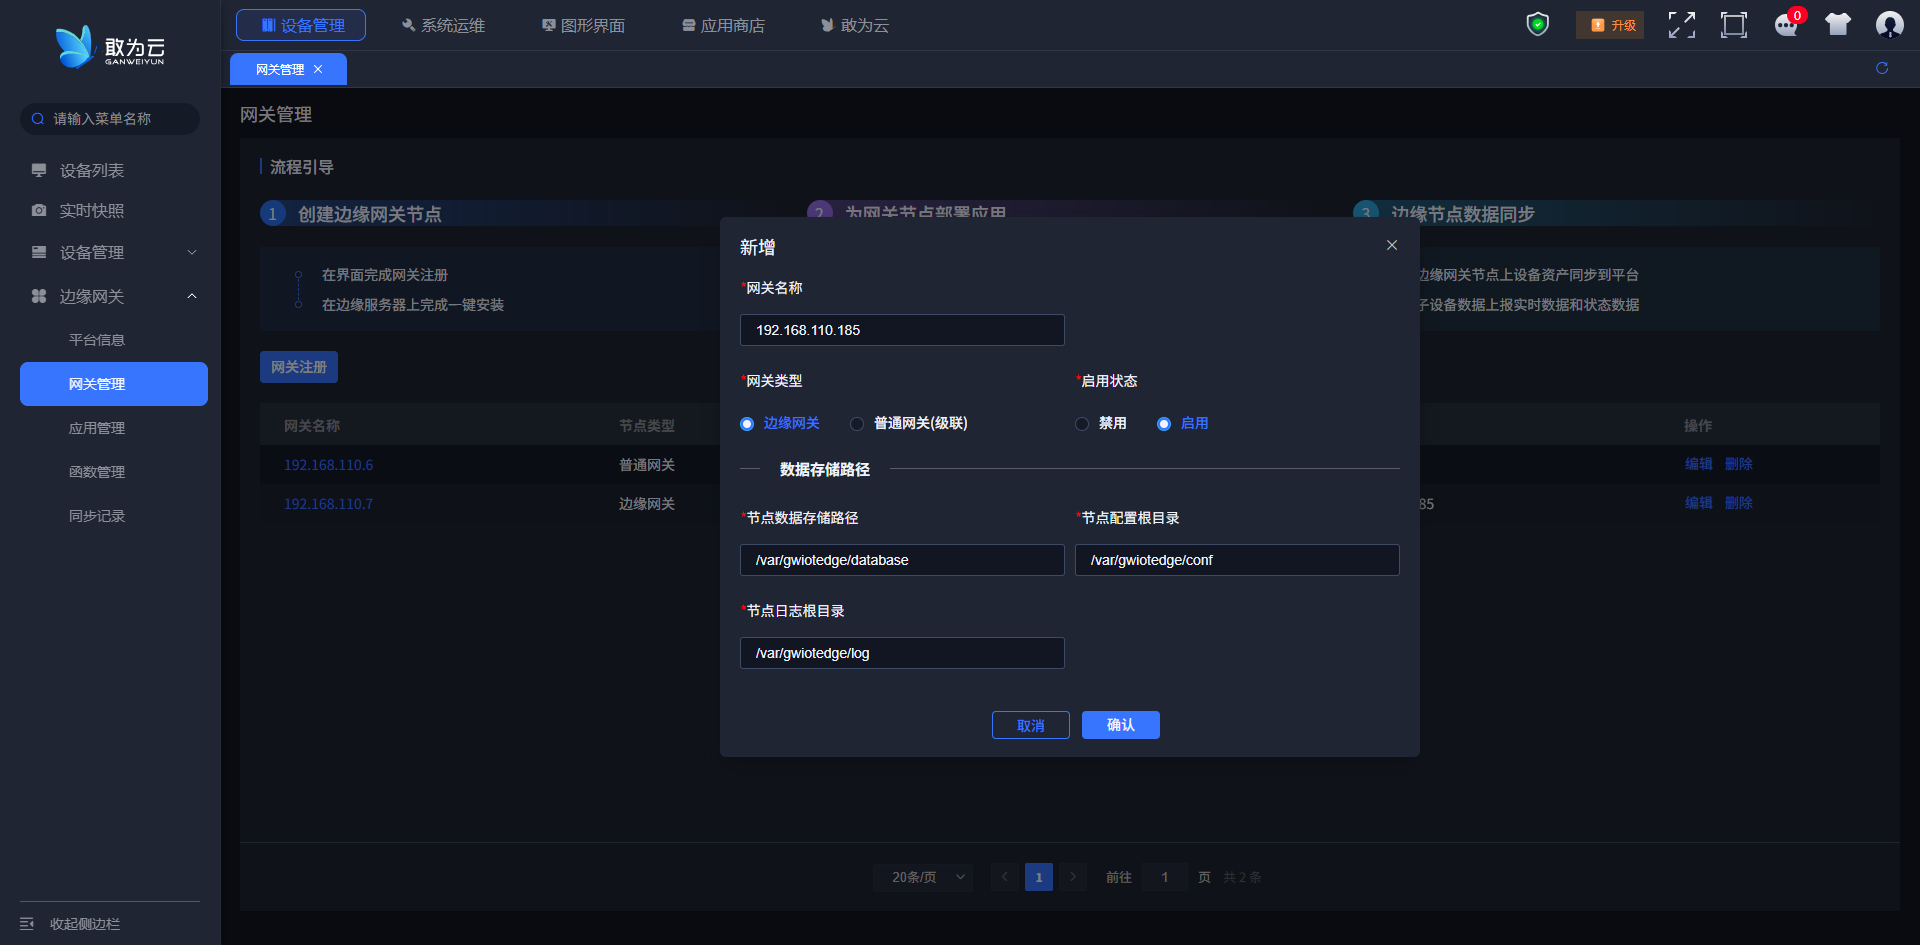 敢为云
GANWEIYUN
设备管理
系统运维
图形界面
应用商店
敢为云
升级
0
网关管理
请输入菜单名称
设备列表
实时快照
设备管理
边缘网关
平台信息
网关管理
应用管理
函数管理
同步记录
收起侧边栏
网关管理
流程引导
1 创建边缘网关节点
2 为网关节点部署应用
3 边缘节点数据同步
在界面完成网关注册
在边缘服务器上完成一键安装
边缘网关节点上设备资产同步到平台
子设备数据上报实时数据和状态数据
网关注册
网关名称 节点类型 操作
192.168.110.6 普通网关 编辑 删除
192.168.110.7 边缘网关 85 编辑 删除
新增
*网关名称
192.168.110.185
*网关类型 *启用状态
边缘网关 普通网关(级联) 禁用 启用
数据存储路径
*节点数据存储路径 *节点配置根目录
/var/gwiotedge/database /var/gwiotedge/conf
*节点日志根目录
/var/gwiotedge/log
取消 确认
20条/页 1 前往 1 页 共 2 条